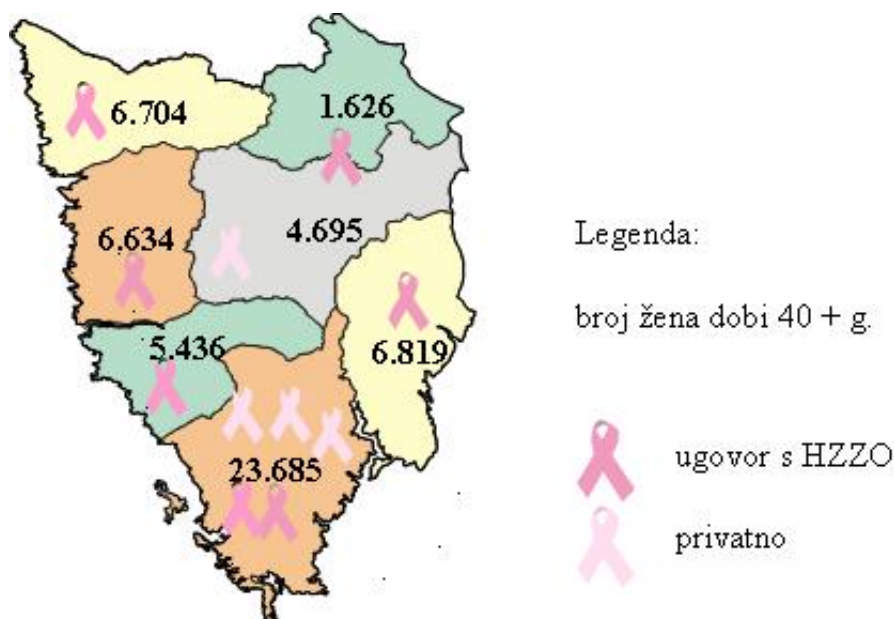 6.704
1.626
6.634
4.695
5.436
6.819
23.685
Legenda:
broj žena dobi 40 + g.
ugovor s HZZO
privatno